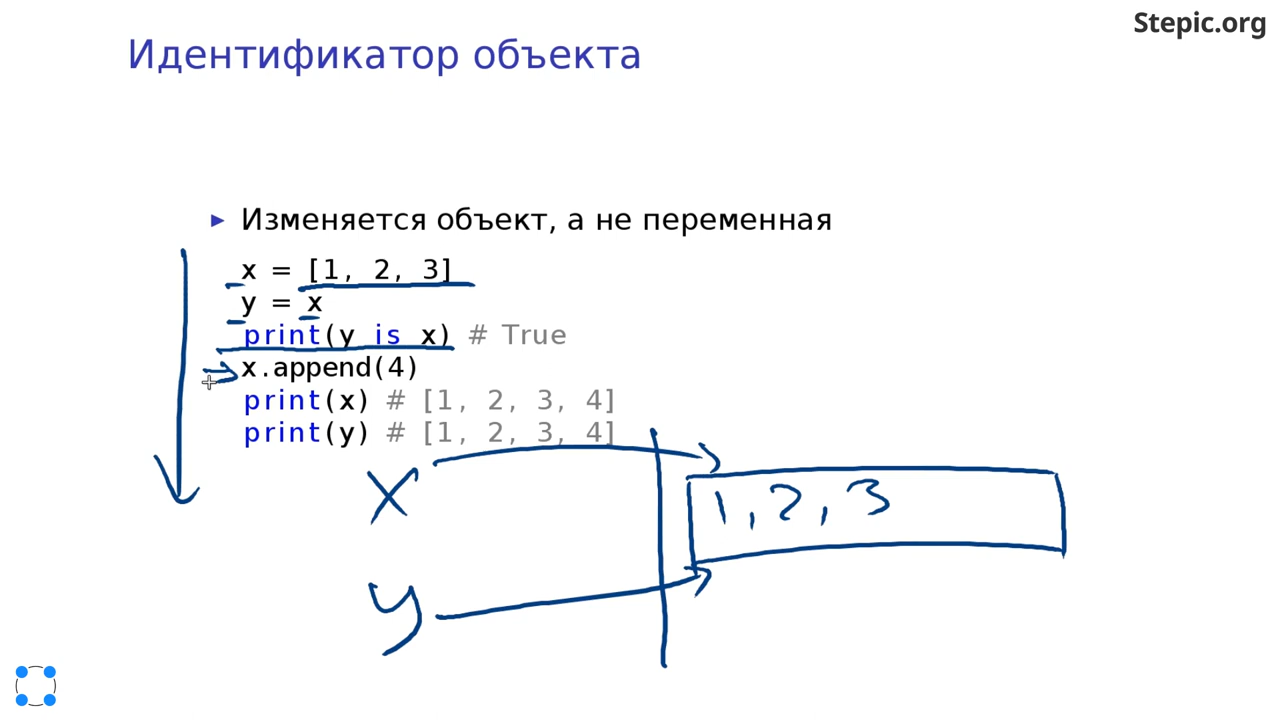 Stepic.org
Идентификатор объекта
► Изменяется объект, а не переменная
x = [1, 2, 3]
y = x
print(y is x) # True
x.append(4)
print(x) # [1, 2, 3, 4]
print(y) # [1, 2, 3, 4]
x
1, 2, 3
y